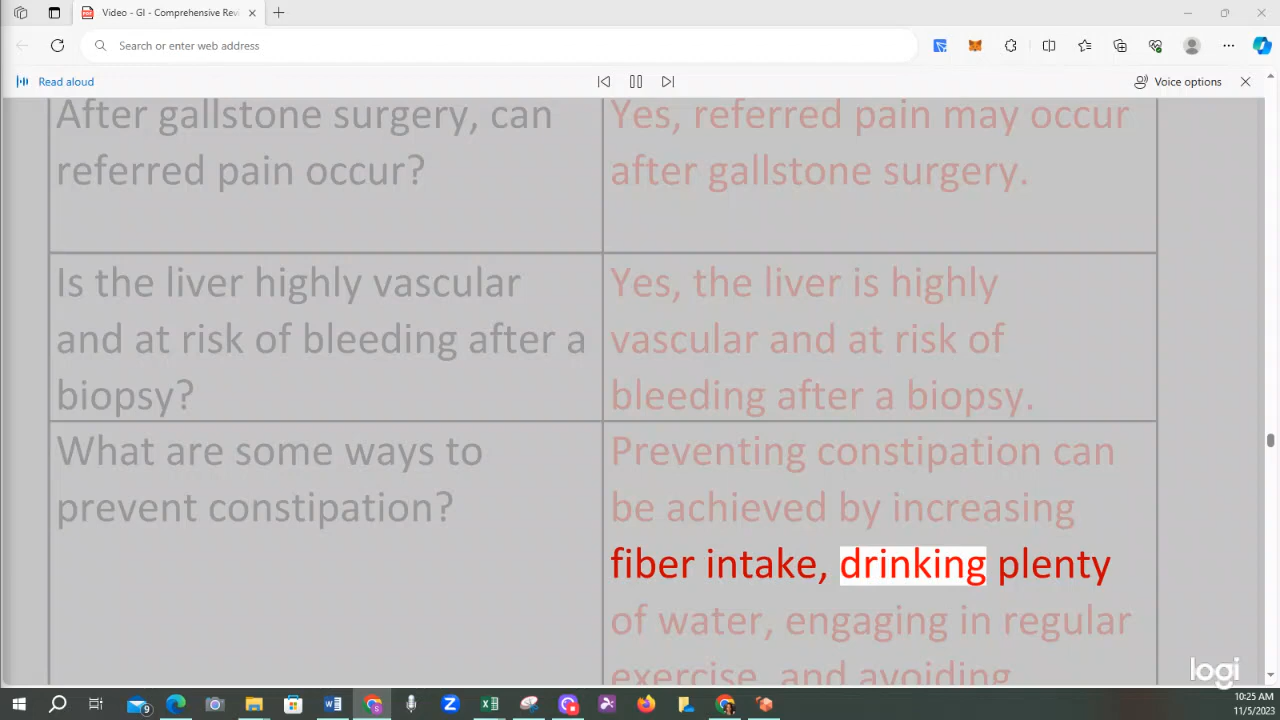 Video - GI - Comprehensive Revi
Search or enter web address
Read aloud
Voice options
After gallstone surgery, can
referred pain occur?
Yes, referred pain may occur
after gallstone surgery.
Is the liver highly vascular
and at risk of bleeding after a
biopsy?
Yes, the liver is highly
vascular and at risk of
bleeding after a biopsy.
What are some ways to
prevent constipation?
Preventing constipation can
be achieved by increasing
fiber intake, drinking plenty
of water, engaging in regular
exercise, and avoiding
logi
10:25 AM
11/5/2023